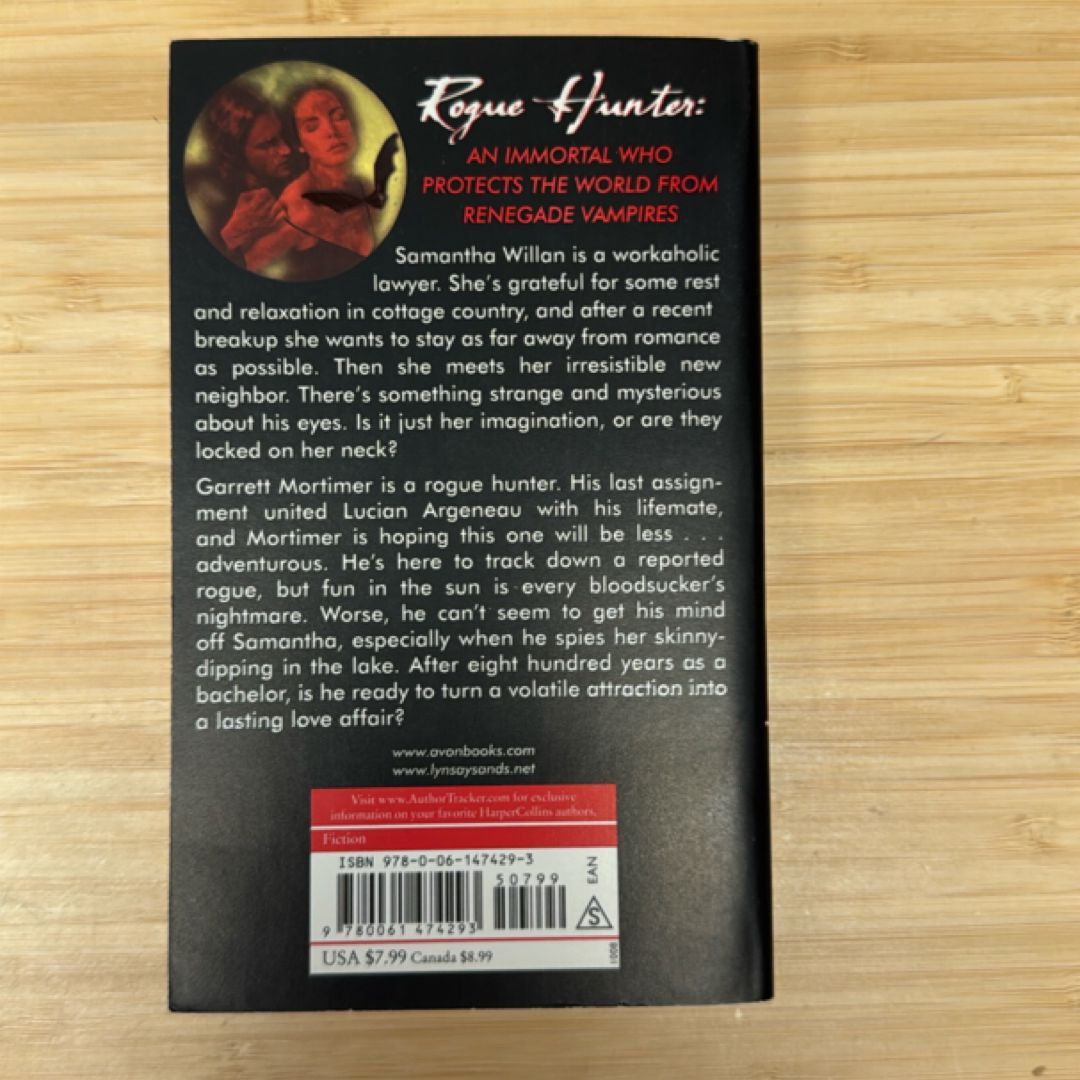 Rogue Hunter:
AN IMMORTAL WHO
PROTECTS THE WORLD FROM
RENEGADE VAMPIRES
Samantha Willan is a workaholic
lawyer. She's grateful for some rest
and relaxation in cottage country, and after a recent
breakup she wants to stay as far away from romance
as possible. Then she meets her irresistible new
neighbor. There's something strange and mysterious
about his eyes. Is it just her imagination, or are they
locked on her neck?
Garrett Mortimer is a rogue hunter. His last assign-
ment united Lucian Argeneau with his lifemate,
and Mortimer is hoping this one will be less . . .
adventurous. He's here to track down a reported
rogue, but fun in the sun is every bloodsucker's
nightmare. Worse, he can't seem to get his mind
off Samantha, especially when he spies her skinny-
dipping in the lake. After eight hundred years as a
bachelor, is he ready to turn a volatile attraction into
a lasting love affair?
www.avonbooks.com
www.lynsaysands.net
Visit www.AuthorTracker.com for exclusive
information on your favorite HarperCollins authors.
Fiction
ISBN 978-0-06-147429-3
50799
EAN
S
9 780061 474293
1008
USA $7.99 Canada $8.99